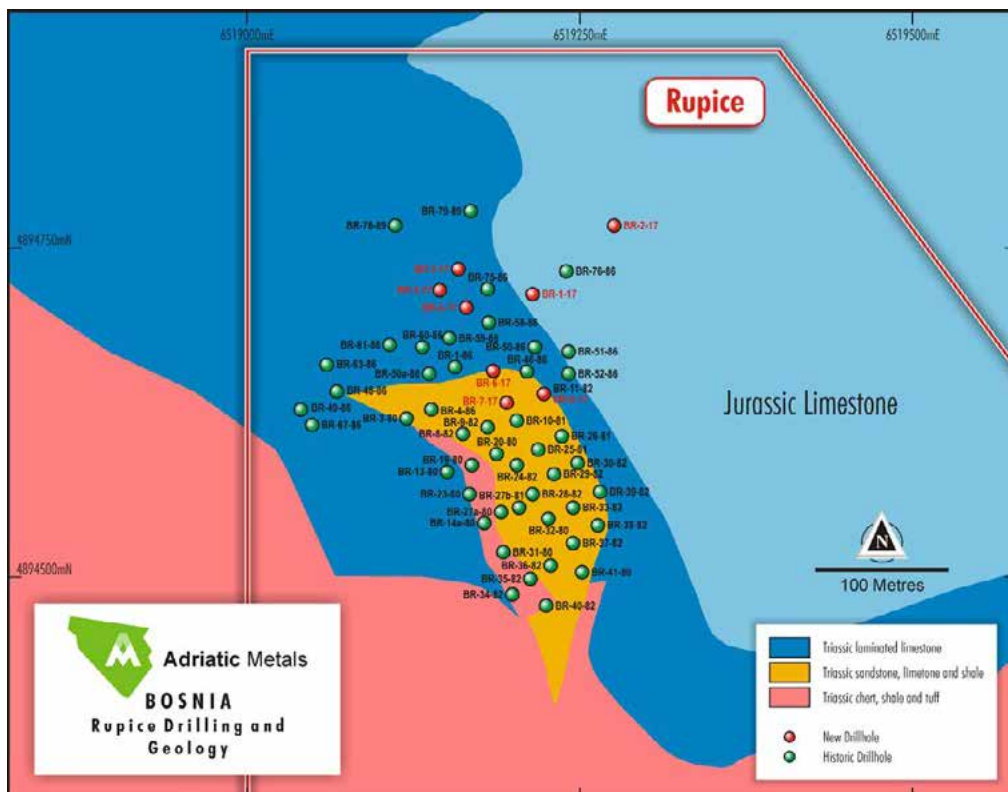 6519000mE
6519250mE
6519500mE
Rupice
BR-79-89
BR-78-89
BR-2-17
4894750mN
BR-75-86
BR-76-86
BR-1-17
BR-58-86
BR-60-86
BR-59-86
BR-61-86
BR-50-86
BR-51-86
BR-63-86
BR-1-86
BR-50a-86
BR-46-86
BR-52-86
BR-6-17
BR-11-82
BR-48-86
BR-7-17
Jurassic Limestone
BR-49-86
BR-3-80
BR-4-86
BR-67-86
BR-9-82
BR-10-81
BR-8-82
BR-26-81
BR-20-80
BR-25-81
BR-19-80
BR-30-82
BR-13-80
BR-24-82
BR-29-82
BR-23-80
BR-27b-81
BR-28-82
BR-39-82
BR-27a-80
BR-33-82
BR-14a-80
BR-32-80
BR-38-82
BR-31-80
BR-37-82
BR-36-82
BR-35-82
BR-41-80
BR-34-82
BR-40-82
4894500mN
N
100 Metres
Adriatic Metals
BOSNIA
Rupice Drilling and
Geology
Triassic laminated limestone
Triassic sandstone, limetone and shale
Triassic chert, shale and tuff
New Drillhole
Historic Drillhole